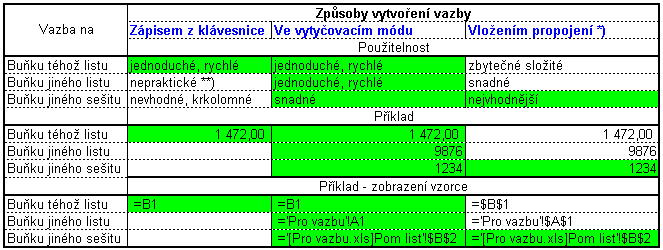 Způsoby vytvoření vazby
Vazba na
Zápisem z klávesnice Ve vytyčovacím módu Vložením propojení *)
Použitelnost
Buňku téhož listu jednoduché, rychlé jednoduché, rychlé zbytečné složité
Buňku jiného listu nepraktické **) jednoduché, rychlé snadné
Buňku jiného sešitu nevhodné, krkolomné snadné nejvhodnější
Příklad
Buňku téhož listu 1 472,00 1 472,00 1 472,00
Buňku jiného listu 9876 9876
Buňku jiného sešitu 1234 1234
Příklad - zobrazení vzorce
Buňku téhož listu =B1 =B1 =$B$1
Buňku jiného listu ='Pro vazbu'!A1 ='Pro vazbu'!$A$1
Buňku jiného sešitu ='[Pro vazbu.xls]Pom list'!$B$2 ='[Pro vazbu.xls]Pom list'!$B$2